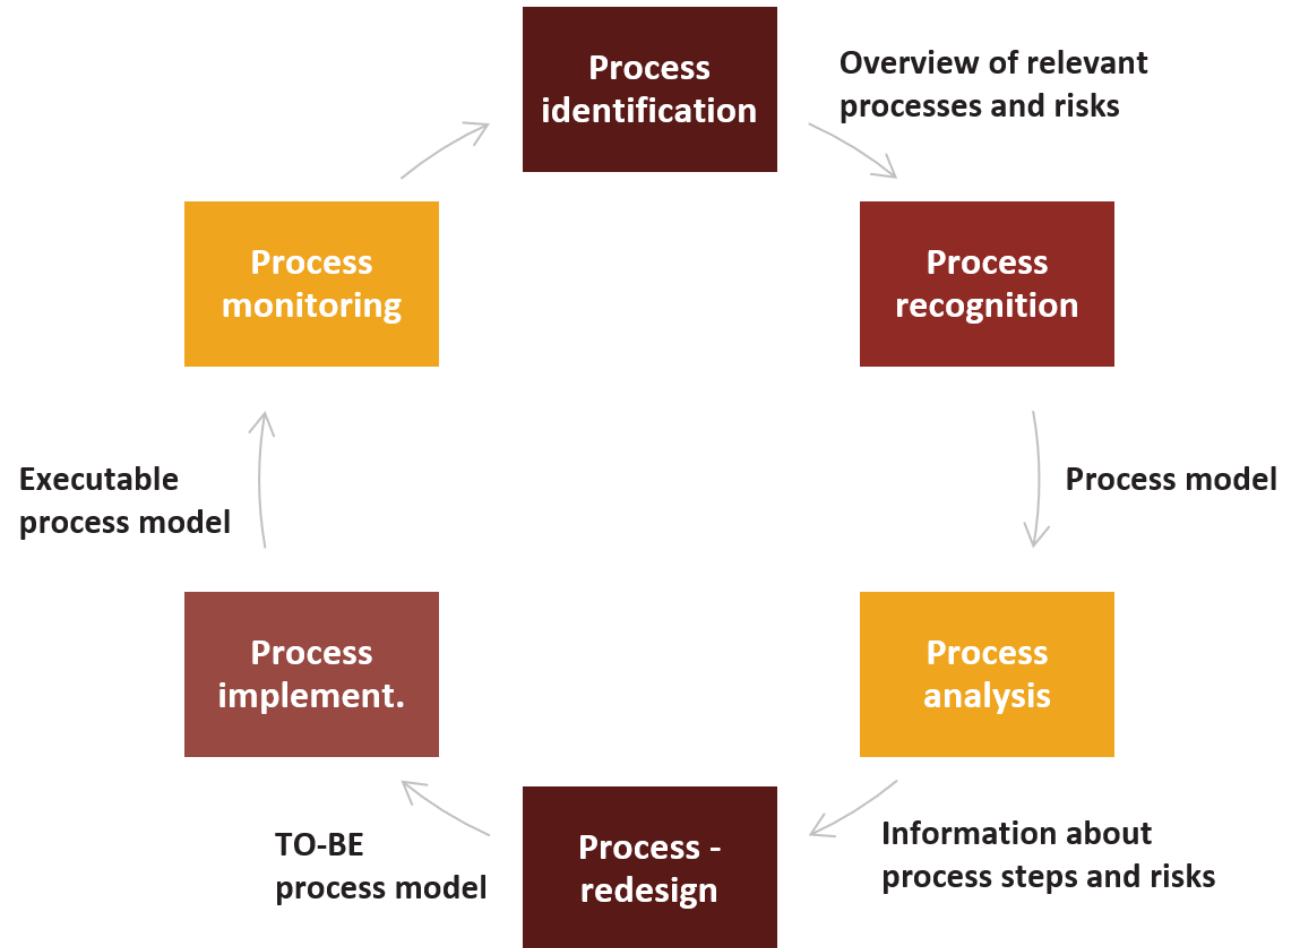 Process
identification
Overview of relevant
processes and risks
Process
monitoring
Process
recognition
Executable
process model
Process model
Process
implement.
Process
analysis
TO-BE
process model
Process -
redesign
Information about
process steps and risks